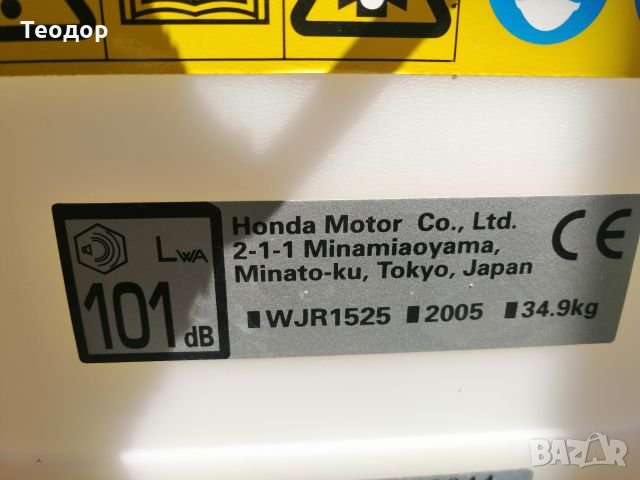 Теодор
Honda Motor Co., Ltd.
2-1-1 Minamiaoyama,
Minato-ku, Tokyo, Japan
CE
LWA
101 dB
WJR1525 2005 34.9kg
BAZAR